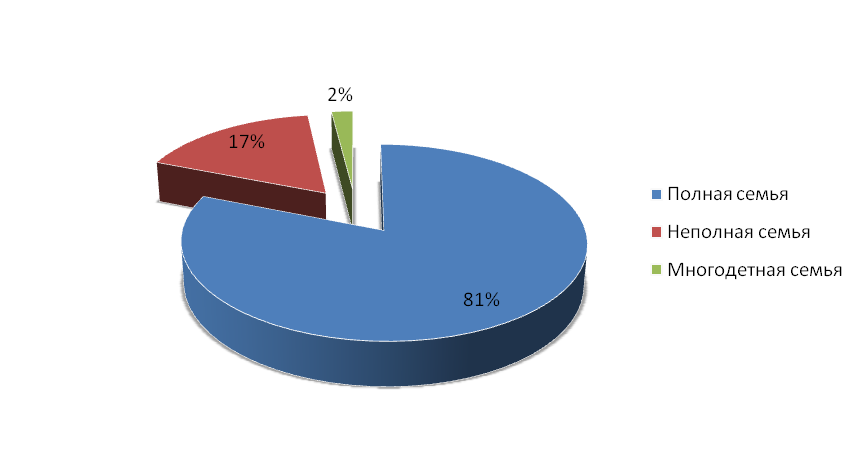 2%
17%
81%
Полная семья
Неполная семья
Многодетная семья